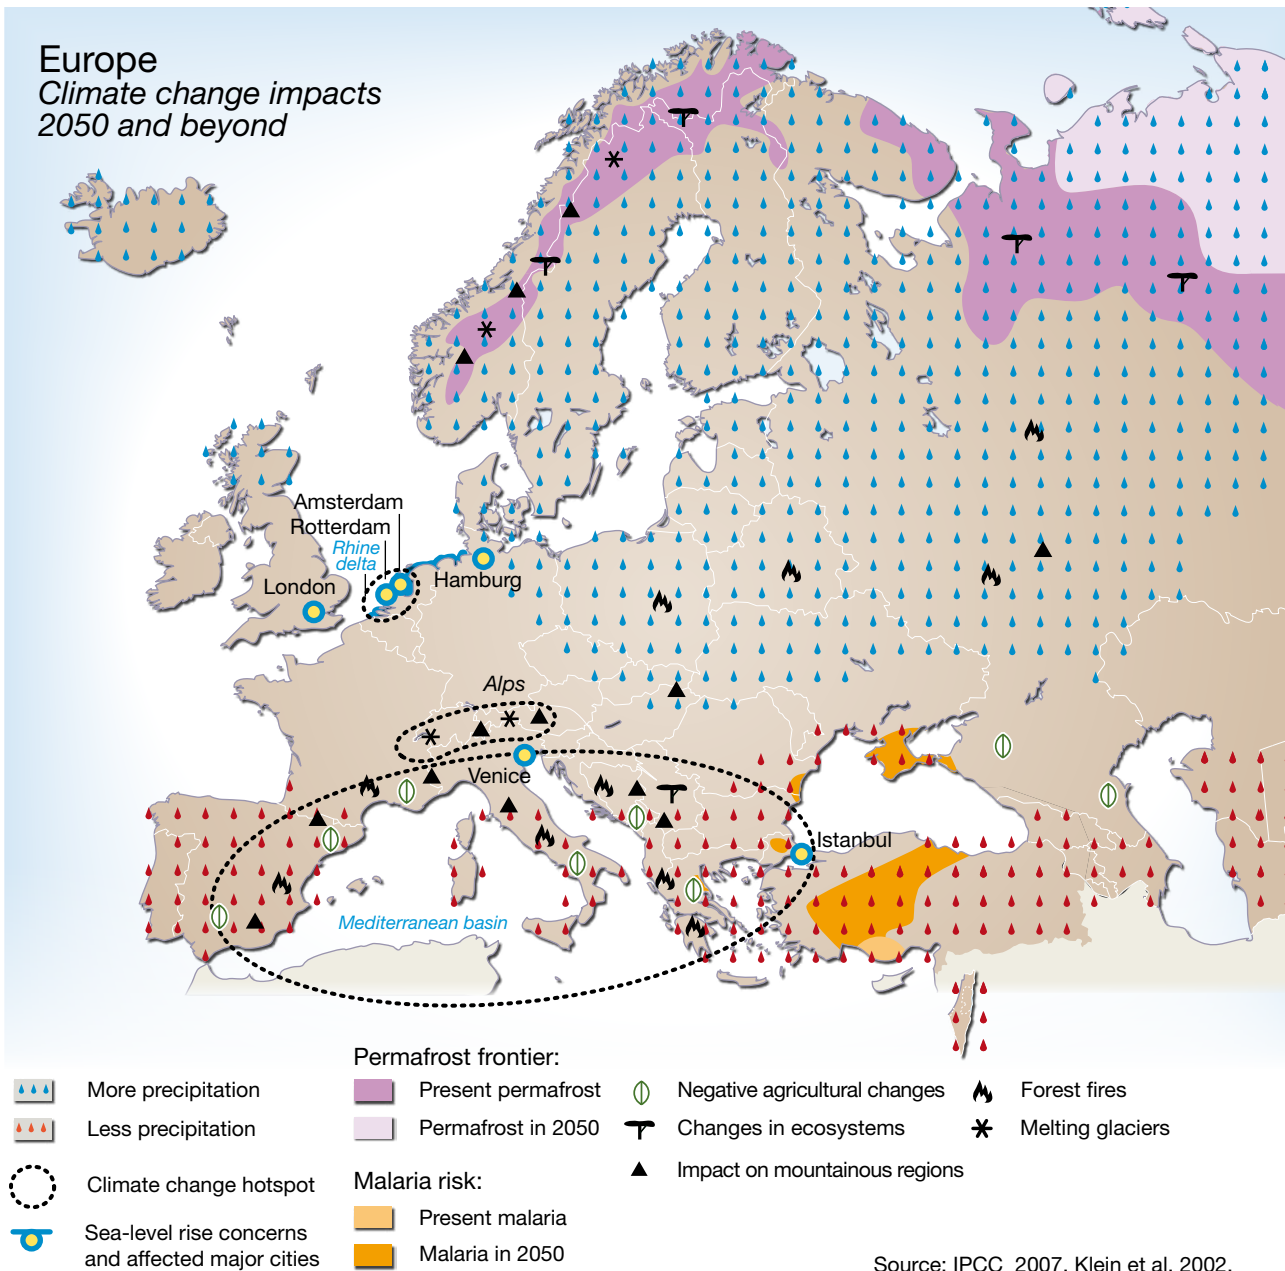 Europe
Climate change impacts
2050 and beyond
Amsterdam
Rotterdam
Rhine
delta
London
Hamburg
Alps
Venice
Istanbul
Mediterranean basin
More precipitation
Less precipitation
Climate change hotspot
Sea-level rise concerns
and affected major cities
Permafrost frontier:
Present permafrost
Permafrost in 2050
Malaria risk:
Present malaria
Malaria in 2050
Negative agricultural changes
Changes in ecosystems
Impact on mountainous regions
Forest fires
Melting glaciers
Source: IPCC 2007, Klein et al. 2002.